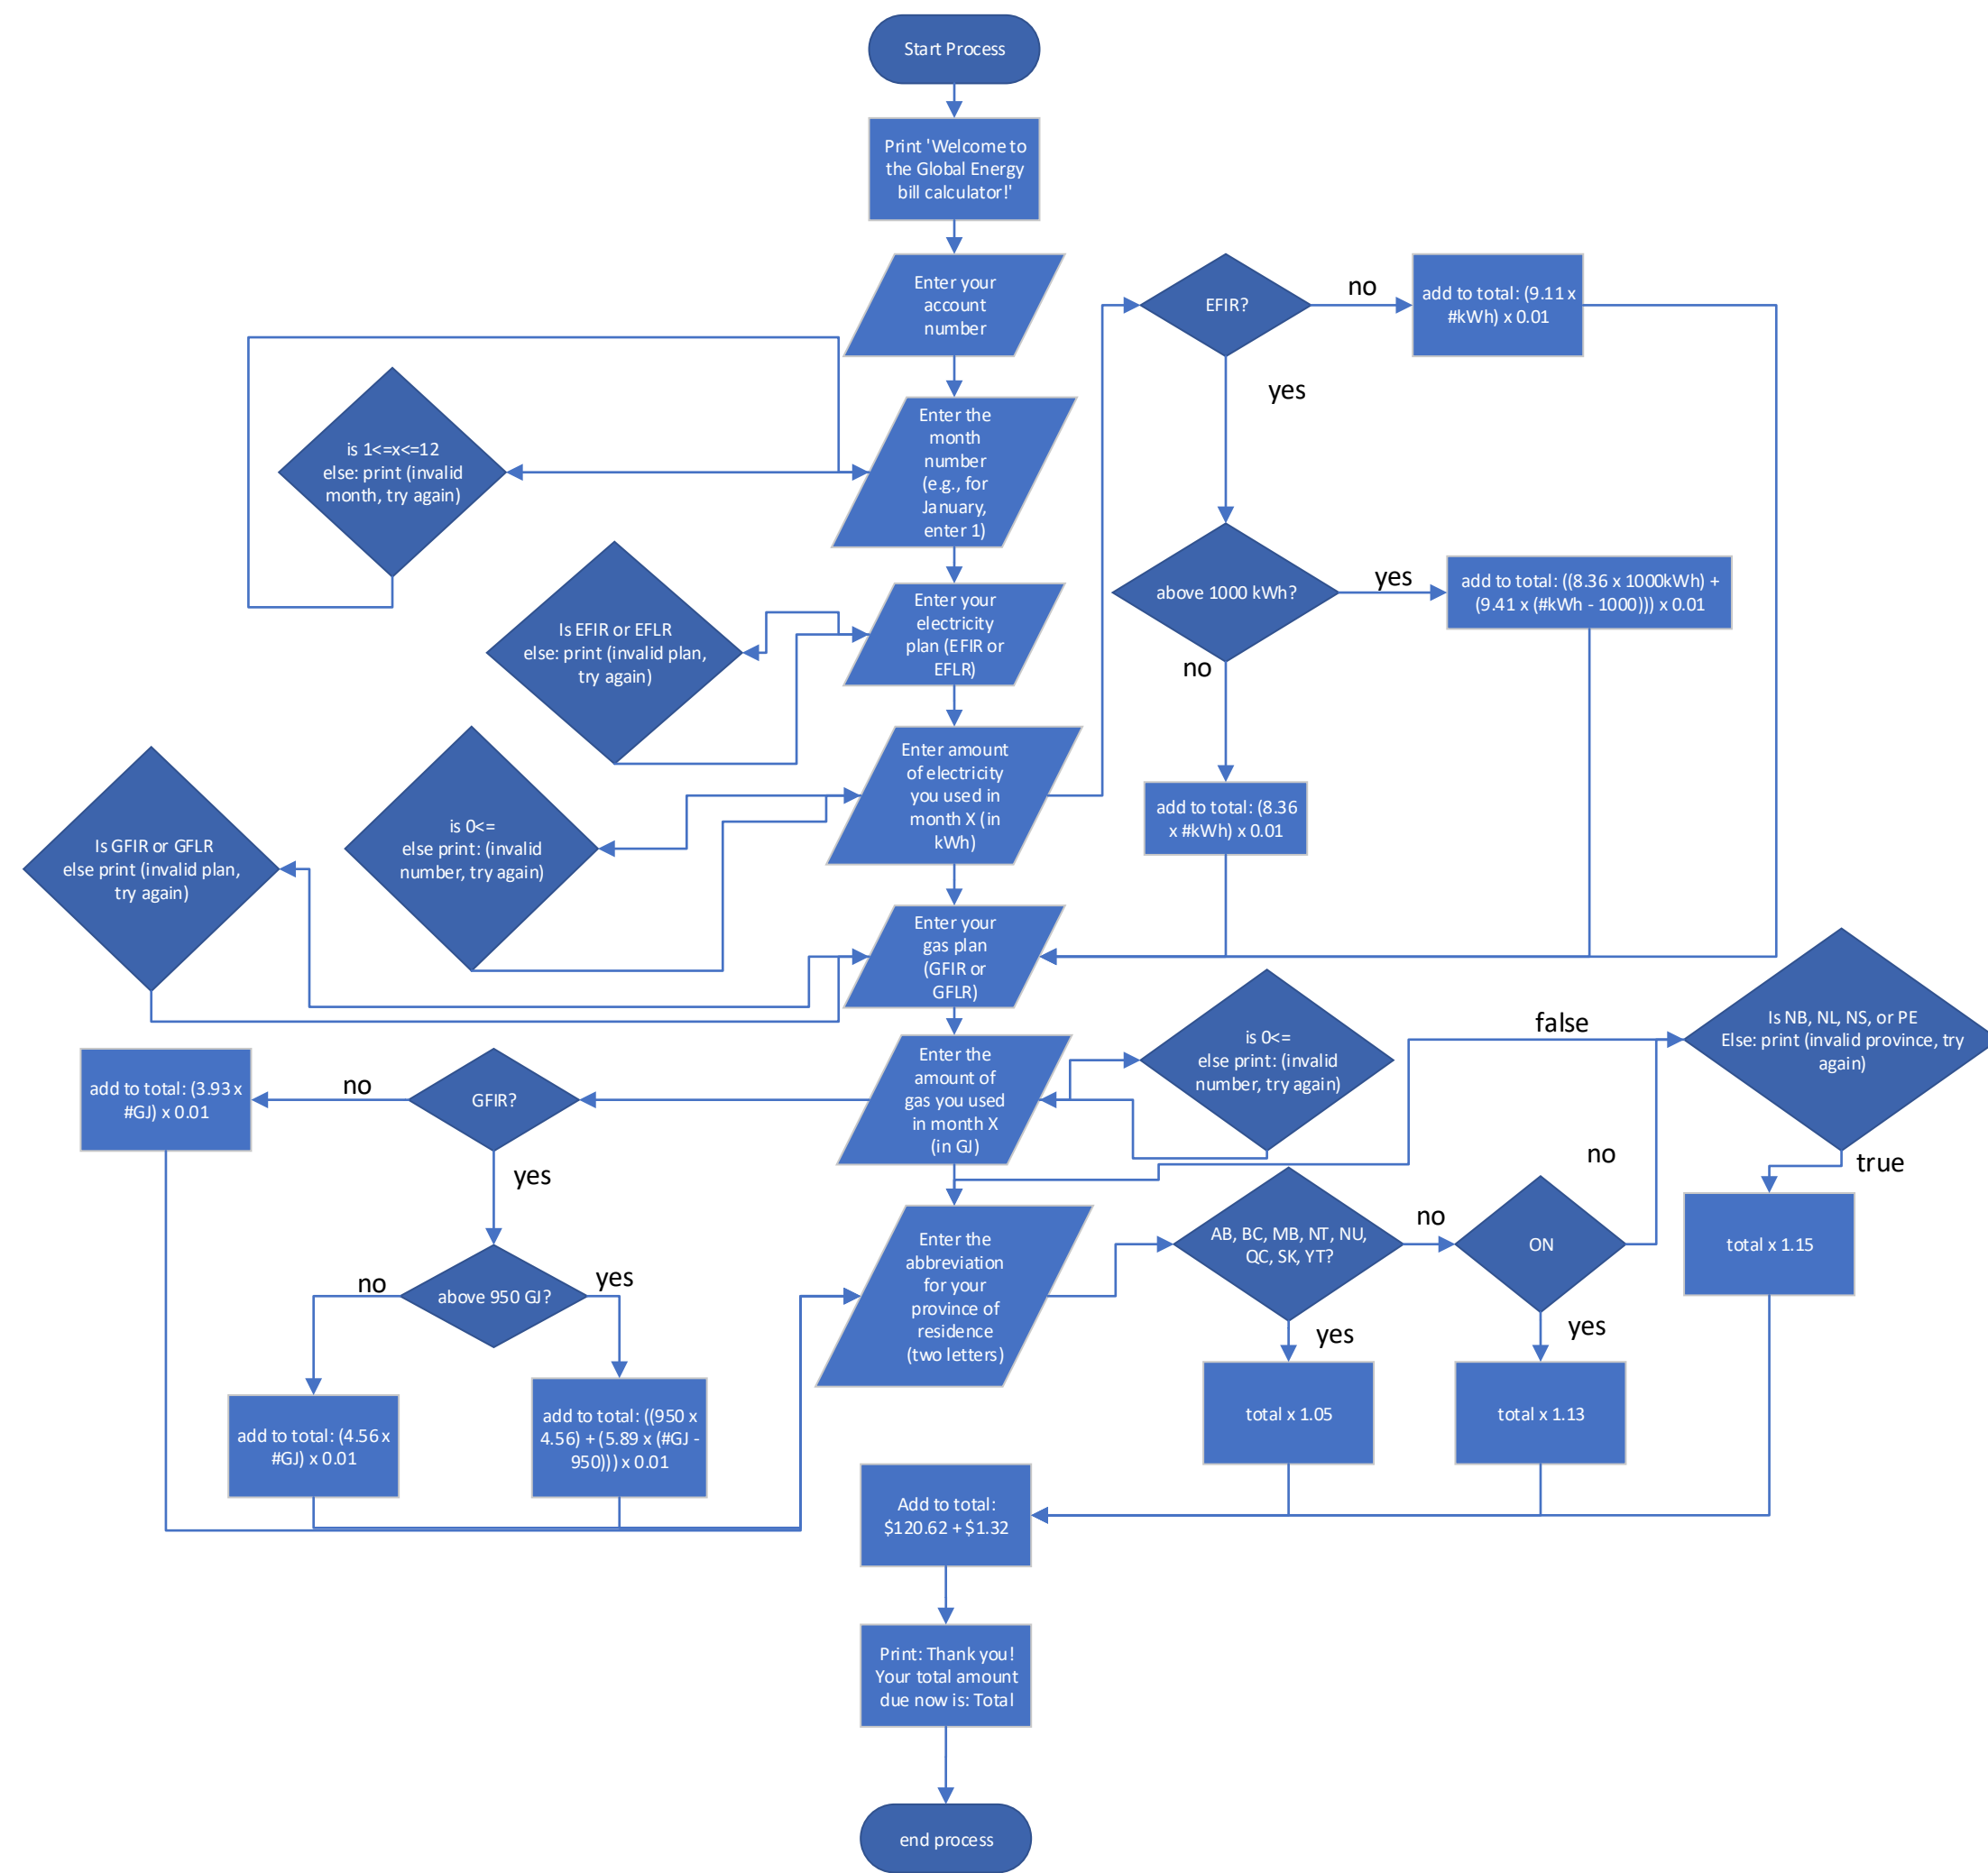 Start Process
Print 'Welcome to
the Global Energy
bill calculator!'
Enter your
account
number
EFIR?
no
add to total: (9.11 x
#kWh) x 0.01
yes
is 1<=x<=12
else: print (invalid
month, try again)
Enter the
month
number
(e.g., for
January,
enter 1)
above 1000 kWh?
yes
add to total: ((8.36 x 1000kWh) +
(9.41 x (#kWh - 1000))) x 0.01
no
Is EFIR or EFLR
else: print (invalid plan,
try again)
Enter your
electricity
plan (EFIR or
EFLR)
Enter amount
of electricity
you used in
month X (in
kWh)
add to total: (8.36
x #kWh) x 0.01
is 0<=
else print: (invalid
number, try again)
Is GFIR or GFLR
else print (invalid plan,
try again)
Enter your
gas plan
(GFIR or
GFLR)
false
Is NB, NL, NS, or PE
Else: print (invalid province, try
again)
is 0<=
else print: (invalid
number, try again)
Enter the
amount of
gas you used
in month X
(in GJ)
GFIR?
no
add to total: (3.93 x
#GJ) x 0.01
yes
no
true
Enter the
abbreviation
for your
province of
residence
(two letters)
AB, BC, MB, NT, NU,
QC, SK, YT?
no
ON
total x 1.15
above 950 GJ?
no
yes
yes
yes
add to total: (4.56 x
#GJ) x 0.01
add to total: ((950 x
4.56) + (5.89 x (#GJ -
950))) x 0.01
total x 1.05
total x 1.13
Add to total:
$120.62 + $1.32
Print: Thank you!
Your total amount
due now is: Total
end process